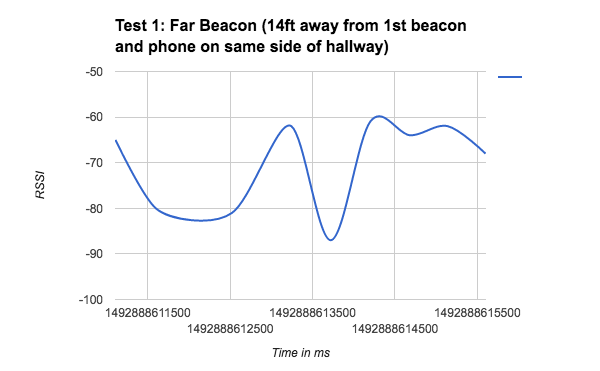 Test 1: Far Beacon (14ft away from 1st beacon
and phone on same side of hallway)
-50
-60
-70
-80
-90
-100
RSSI
1492888611500
1492888612500
1492888613500
1492888614500
1492888615500
Time in ms